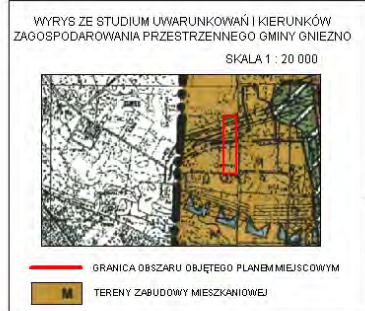 WYRYS ZE STUDIUM UWARUNKOWAŃ I KIERUNKÓW
ZAGOSPODAROWANIA PRZESTRZENNEGO GMINY GNIEZNO
SKALA 1 : 20 000
M
GRANICA OBSZARU OBJĘTEGO PLANEM MIEJSCOWYM
M TERENY ZABUDOWY MIESZKANIOWEJ